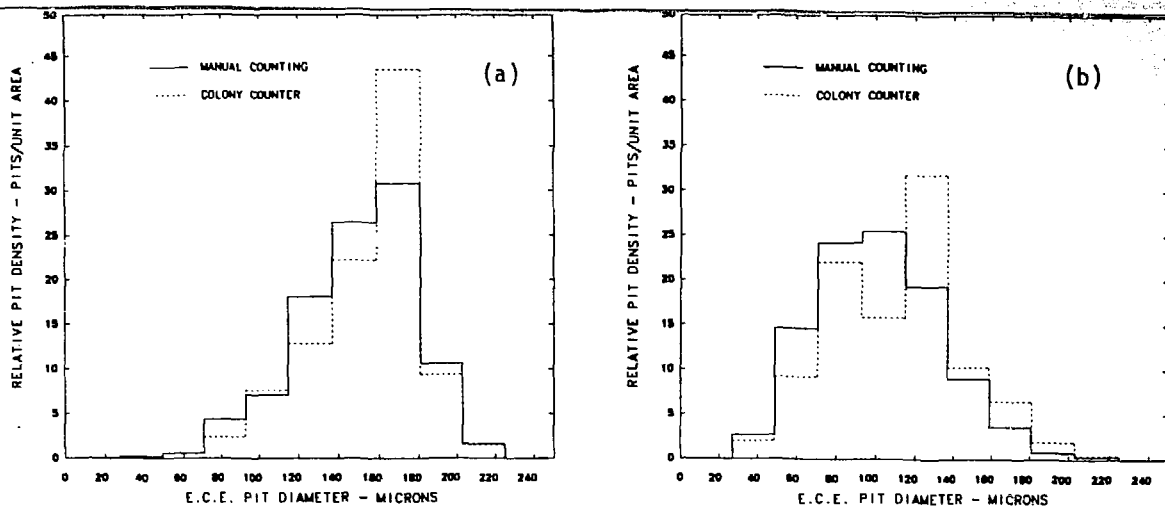 50
45
40
35
30
25
20
15
10
5
0
RELATIVE PIT DENSITY - PITS/UNIT AREA
MANUAL COUNTING
COLONY COUNTER
(a)
0 20 40 60 80 100 120 140 160 180 200 220 240
E.C.E. PIT DIAMETER - MICRONS
50
45
40
35
30
25
20
15
10
5
0
RELATIVE PIT DENSITY - PITS/UNIT AREA
MANUAL COUNTING
COLONY COUNTER
(b)
0 20 40 60 80 100 120 140 160 180 200 220 240
E.C.E. PIT DIAMETER - MICRONS